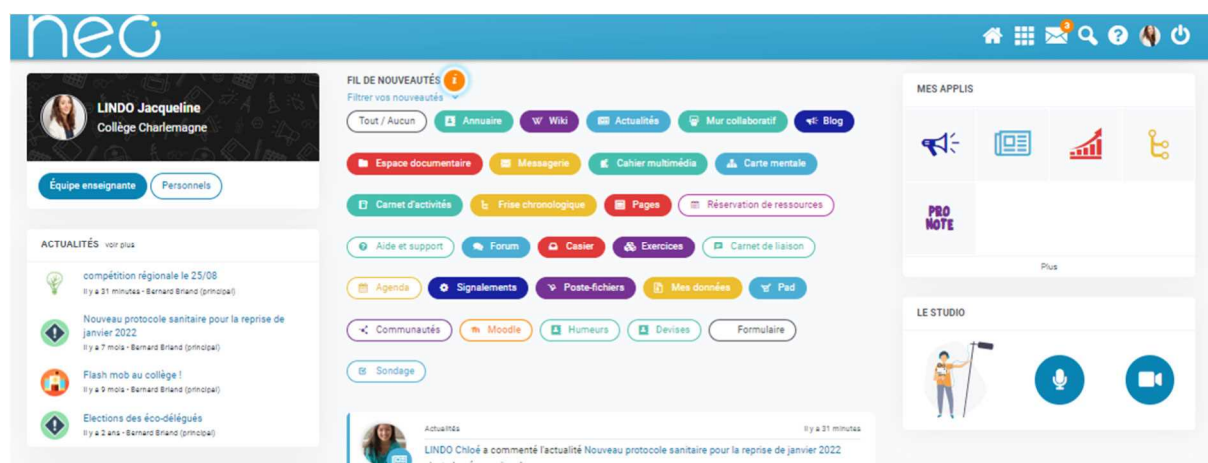 neo
3
LINDO Jacqueline
Collège Charlemagne
Équipe enseignante
Personnels
ACTUALITÉS voir plus
compétition régionale le 25/08
Il y a 31 minutes - Bernard Briand (principal)
Nouveau protocole sanitaire pour la reprise de
janvier 2022
Il y a 7 mois - Bernard Briand (principal)
Flash mob au collège !
Il y a 9 mois - Bernard Briand (principal)
Elections des éco-délégués
Il y a 2 ans - Bernard Briand (principal)
FIL DE NOUVEAUTÉS i
Filtrer vos nouveautés
Tout / Aucun Annuaire W Wiki Actualités Mur collaboratif Blog
Espace documentaire Messagerie Cahier multimédia Carte mentale
Carnet d'activités Frise chronologique Pages Réservation de ressources
Aide et support Forum Casier Exercices Carnet de liaison
Agenda Signalements Poste-fichiers Mes données Pad
Communautés Moodle Humeurs Devises Formulaire
Sondage
Actualités Il y a 31 minutes
LINDO Chloé a commenté l'actualité Nouveau protocole sanitaire pour la reprise de janvier 2022
MES APPLIS
PRO
NOTE
Plus
LE STUDIO